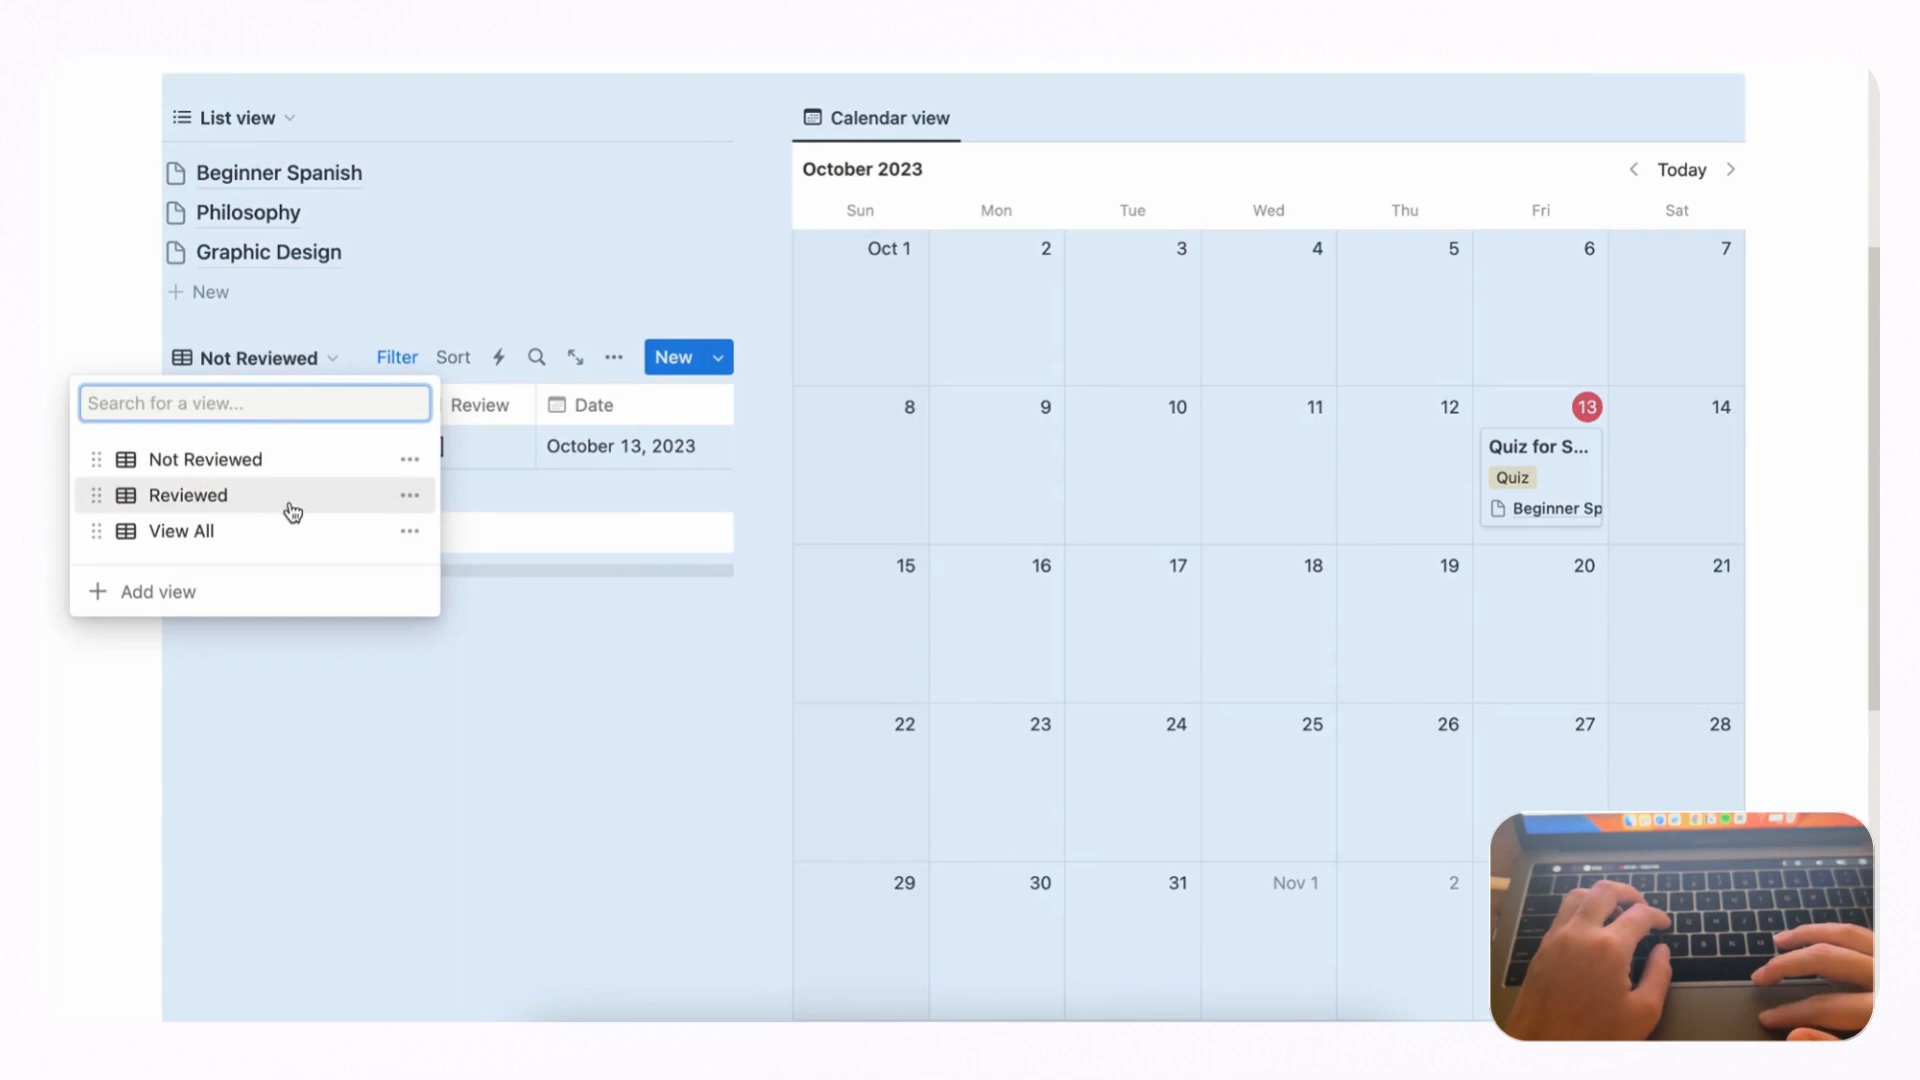 List view
Beginner Spanish
Philosophy
Graphic Design
+ New
Not Reviewed
Filter
Sort
New
Search for a view...
Review
Date
October 13, 2023
Not Reviewed
Reviewed
View All
+ Add view
Calendar view
October 2023
Today
Sun Mon Tue Wed Thu Fri Sat
Oct 1 2 3 4 5 6 7
8 9 10 11 12 13 14
Quiz for S...
Quiz
Beginner Sp
15 16 17 18 19 20 21
22 23 24 25 26 27 28
29 30 31 Nov 1 2